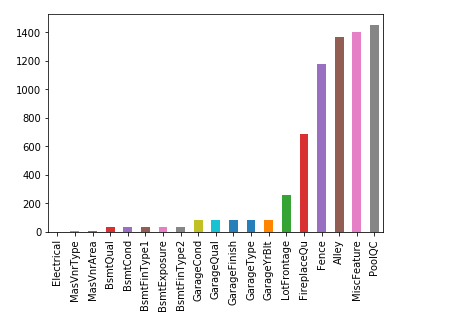 1400
1200
1000
800
600
400
200
0
Electrical
MasVnrType
MasVnrArea
BsmtQual
BsmtCond
BsmtFinType1
BsmtExposure
BsmtFinType2
GarageCond
GarageQual
GarageFinish
GarageType
GarageYrBlt
LotFrontage
FireplaceQu
Fence
Alley
MiscFeature
PoolQC